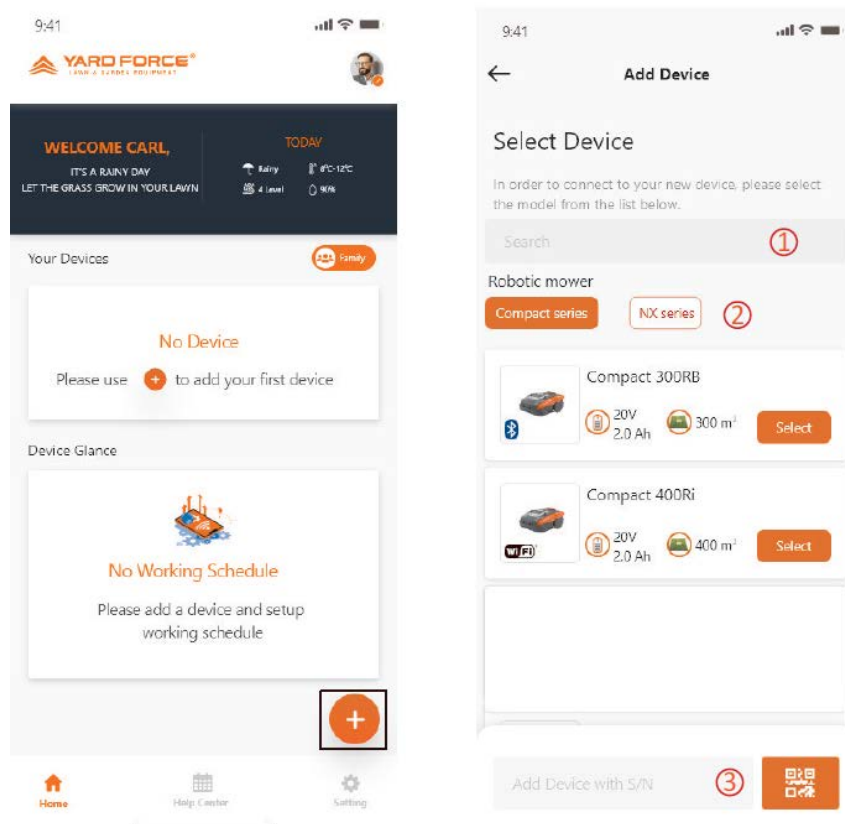 9:41
YARD FORCE®
LAWN & GARDEN EQUIPMENT
WELCOME CARL,
IT'S A RAINY DAY
LET THE GRASS GROW IN YOUR LAWN
TODAY
Rainy 8°C-12°C
4 Level 90%
Your Devices
Family
No Device
Please use + to add your first device
Device Glance
No Working Schedule
Please add a device and setup
working schedule
+
Home Help Center Setting
9:41
← Add Device
Select Device
In order to connect to your new device, please select
the model from the list below.
Search ①
Robotic mower
Compact series NX series ②
Compact 300RB
20V
2.0 Ah
300 m²
Select
Compact 400Ri
WiFi
20V
2.0 Ah
400 m²
Select
Add Device with S/N ③